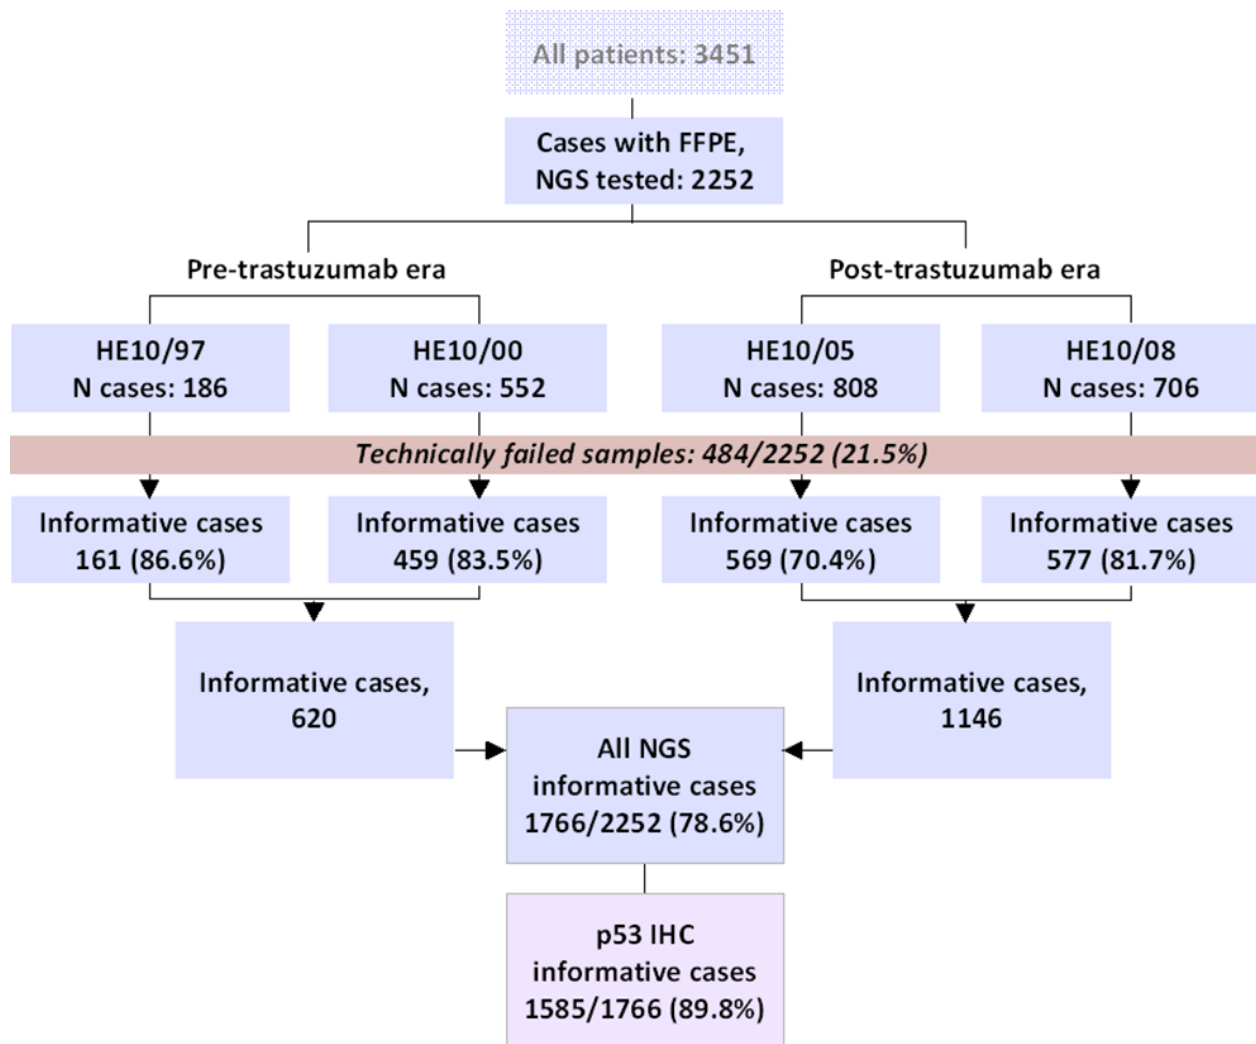 All patients: 3451
Cases with FFPE,
NGS tested: 2252
Pre-trastuzumab era
Post-trastuzumab era
HE10/97
N cases: 186
HE10/00
N cases: 552
HE10/05
N cases: 808
HE10/08
N cases: 706
Technically failed samples: 484/2252 (21.5%)
Informative cases
161 (86.6%)
Informative cases
459 (83.5%)
Informative cases
569 (70.4%)
Informative cases
577 (81.7%)
Informative cases,
620
Informative cases,
1146
All NGS
informative cases
1766/2252 (78.6%)
p53 IHC
informative cases
1585/1766 (89.8%)